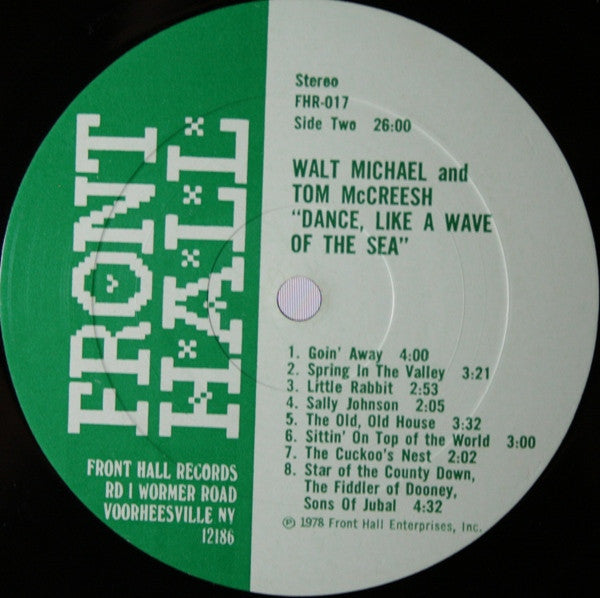 FRONT
HALL
FRONT HALL RECORDS
RD 1 WORMER ROAD
VOORHEESVILLE NY
12186
Stereo
FHR-017
Side Two 26:00
WALT MICHAEL and
TOM McCREESH
"DANCE, LIKE A WAVE
OF THE SEA"
1. Goin' Away 4:00
2. Spring In The Valley 3:21
3. Little Rabbit 2:53
4. Sally Johnson 2:05
5. The Old, Old House 3:32
6. Sittin' On Top of the World 3:00
7. The Cuckoo's Nest 2:02
8. Star of the County Down,
The Fiddler of Dooney,
Sons Of Jubal 4:32
℗ 1978 Front Hall Enterprises, Inc.